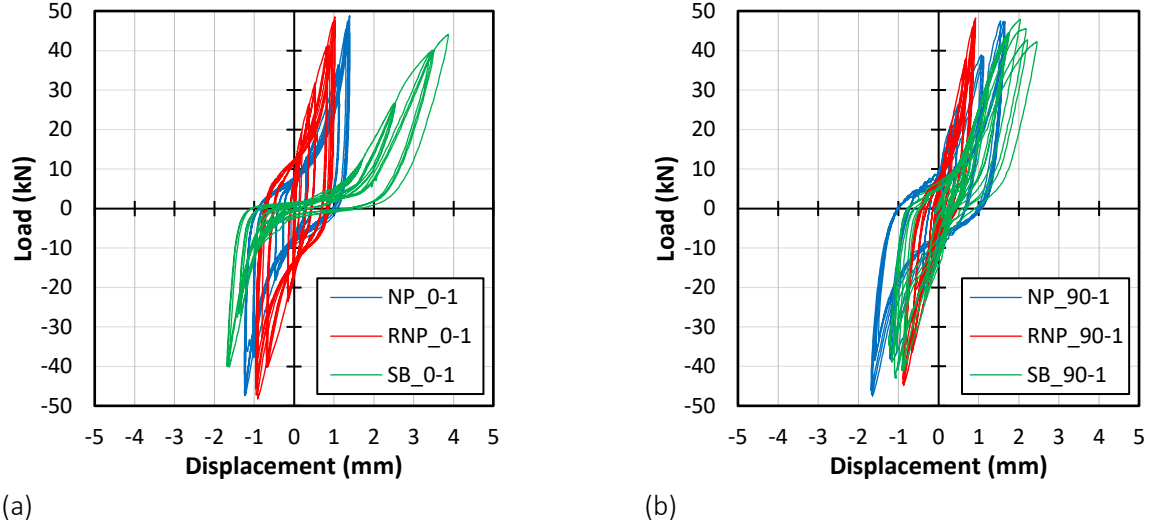 50
40
30
20
10
0
-10
-20
-30
-40
-50
Load (kN)
-5 -4 -3 -2 -1 0 1 2 3 4 5
Displacement (mm)
NP_0-1
RNP_0-1
SB_0-1
(a)
50
40
30
20
10
0
-10
-20
-30
-40
-50
Load (kN)
-5 -4 -3 -2 -1 0 1 2 3 4 5
Displacement (mm)
NP_90-1
RNP_90-1
SB_90-1
(b)